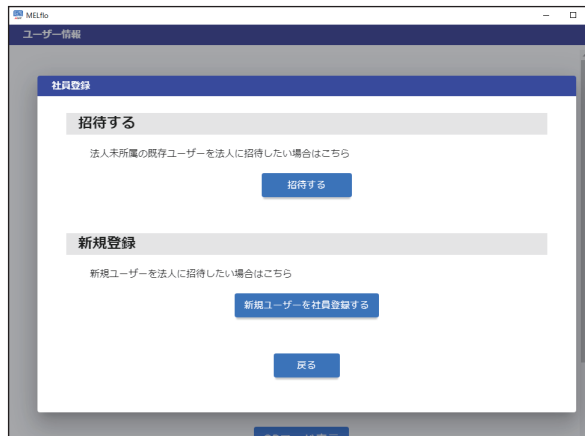 MELflo
ユーザー情報
社員登録
招待する
法人未所属の既存ユーザーを法人に招待したい場合はこちら
招待する
新規登録
新規ユーザーを法人に招待したい場合はこちら
新規ユーザーを社員登録する
戻る